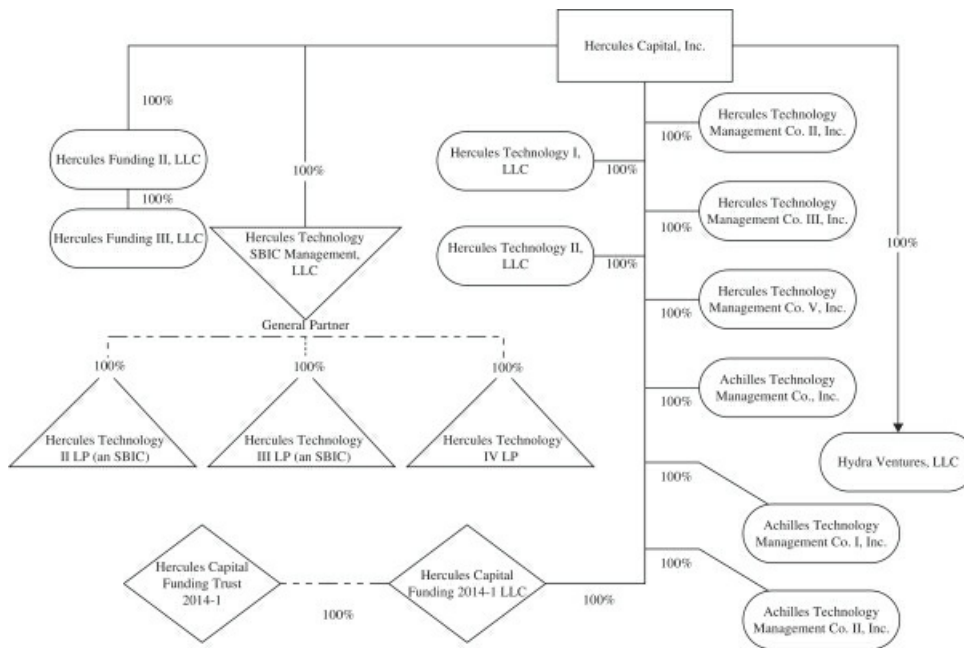 Hercules Capital, Inc.
100%
Hercules Funding II, LLC
100%
Hercules Funding III, LLC
100%
Hercules Technology
SBIC Management,
LLC
General Partner
100%
100%
100%
Hercules Technology
II LP (an SBIC)
Hercules Technology
III LP (an SBIC)
Hercules Technology
IV LP
Hercules Technology I,
LLC
100%
Hercules Technology II,
LLC
100%
Hercules Technology
Management Co. II, Inc.
100%
Hercules Technology
Management Co. III, Inc.
100%
Hercules Technology
Management Co. V, Inc.
100%
Achilles Technology
Management Co., Inc.
100%
100%
Hydra Ventures, LLC
100%
Achilles Technology
Management Co. I, Inc.
100%
Achilles Technology
Management Co. II, Inc.
Hercules Capital
Funding Trust
2014-1
100%
Hercules Capital
Funding 2014-1 LLC
100%